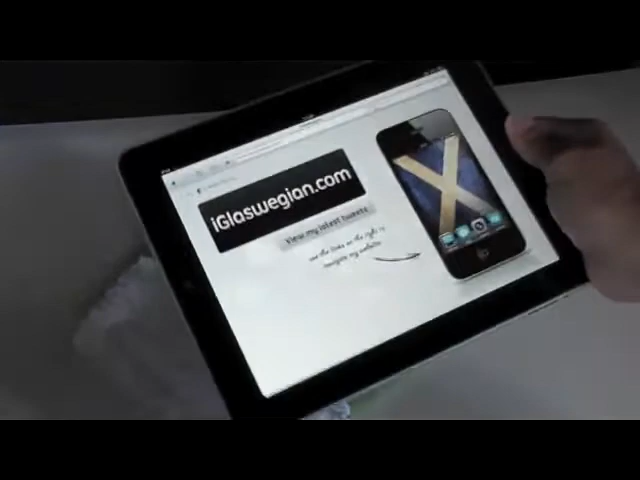 iGlaswegian.com
View my latest tweets
use the icons on the right to
navigate my website